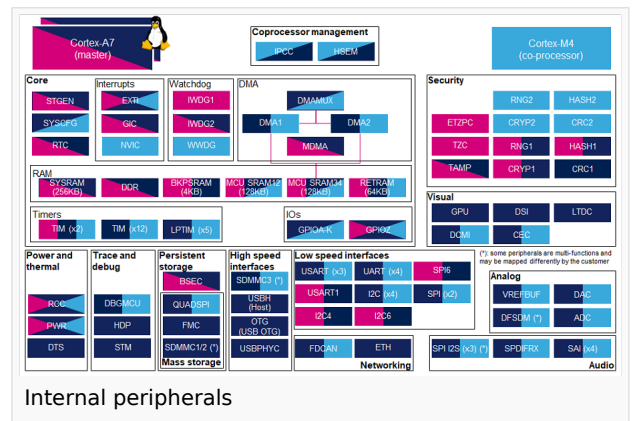 Cortex-A7
(master)
Coprocessor management
IPCC
HSEM
Cortex-M4
(co-processor)
Core
STGEN
SYSCFG
RTC
Interrupts
EXTI
GIC
NVIC
Watchdog
IWDG1
IWDG2
WWDG
DMA
DMAMUX
DMA1
DMA2
MDMA
Security
RNG2
HASH2
ETZPC
CRYP2
CRC2
TZC
RNG1
HASH1
TAMP
CRYP1
CRC1
RAM
SYSRAM
(256KB)
DDR
BKPSRAM
(4KB)
MCU SRAM12
(128KB)
MCU SRAM34
(128KB)
RETRAM
(64KB)
Timers
TIM (x2)
TIM (x12)
LPTIM (x5)
IOs
GPIOA-K
GPIOZ
Visual
GPU
DSI
LTDC
DCMI
CEC
(*): some peripherals are multi-functions and
may be mapped differently by the customer
Power and
thermal
RCC
PWR
DTS
Trace and
debug
DBGMCU
HDP
STM
Persistent
storage
BSEC
QUADSPI
FMC
SDMMC1/2 (*)
Mass storage
High speed
interfaces
SDMMC3 (*)
USBH
(Host)
OTG
(USB OTG)
USBPHYC
Low speed interfaces
USART (x3)
UART (x4)
SPI6
USART1
I2C (x4)
SPI (x2)
I2C4
I2C6
FDCAN
ETH
Networking
Analog
VREFBUF
DAC
DFSDM (*)
ADC
SPI I2S (x3) (*)
SPDIFRX
SAI (x4)
Audio
Internal peripherals